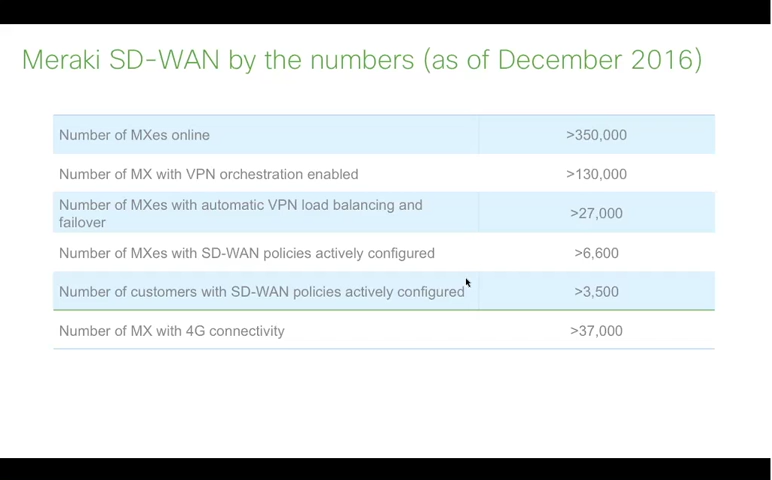 Meraki SD-WAN by the numbers (as of December 2016)
Number of MXes online >350,000
Number of MX with VPN orchestration enabled >130,000
Number of MXes with automatic VPN load balancing and
failover >27,000
Number of MXes with SD-WAN policies actively configured >6,600
Number of customers with SD-WAN policies actively configured >3,500
Number of MX with 4G connectivity >37,000